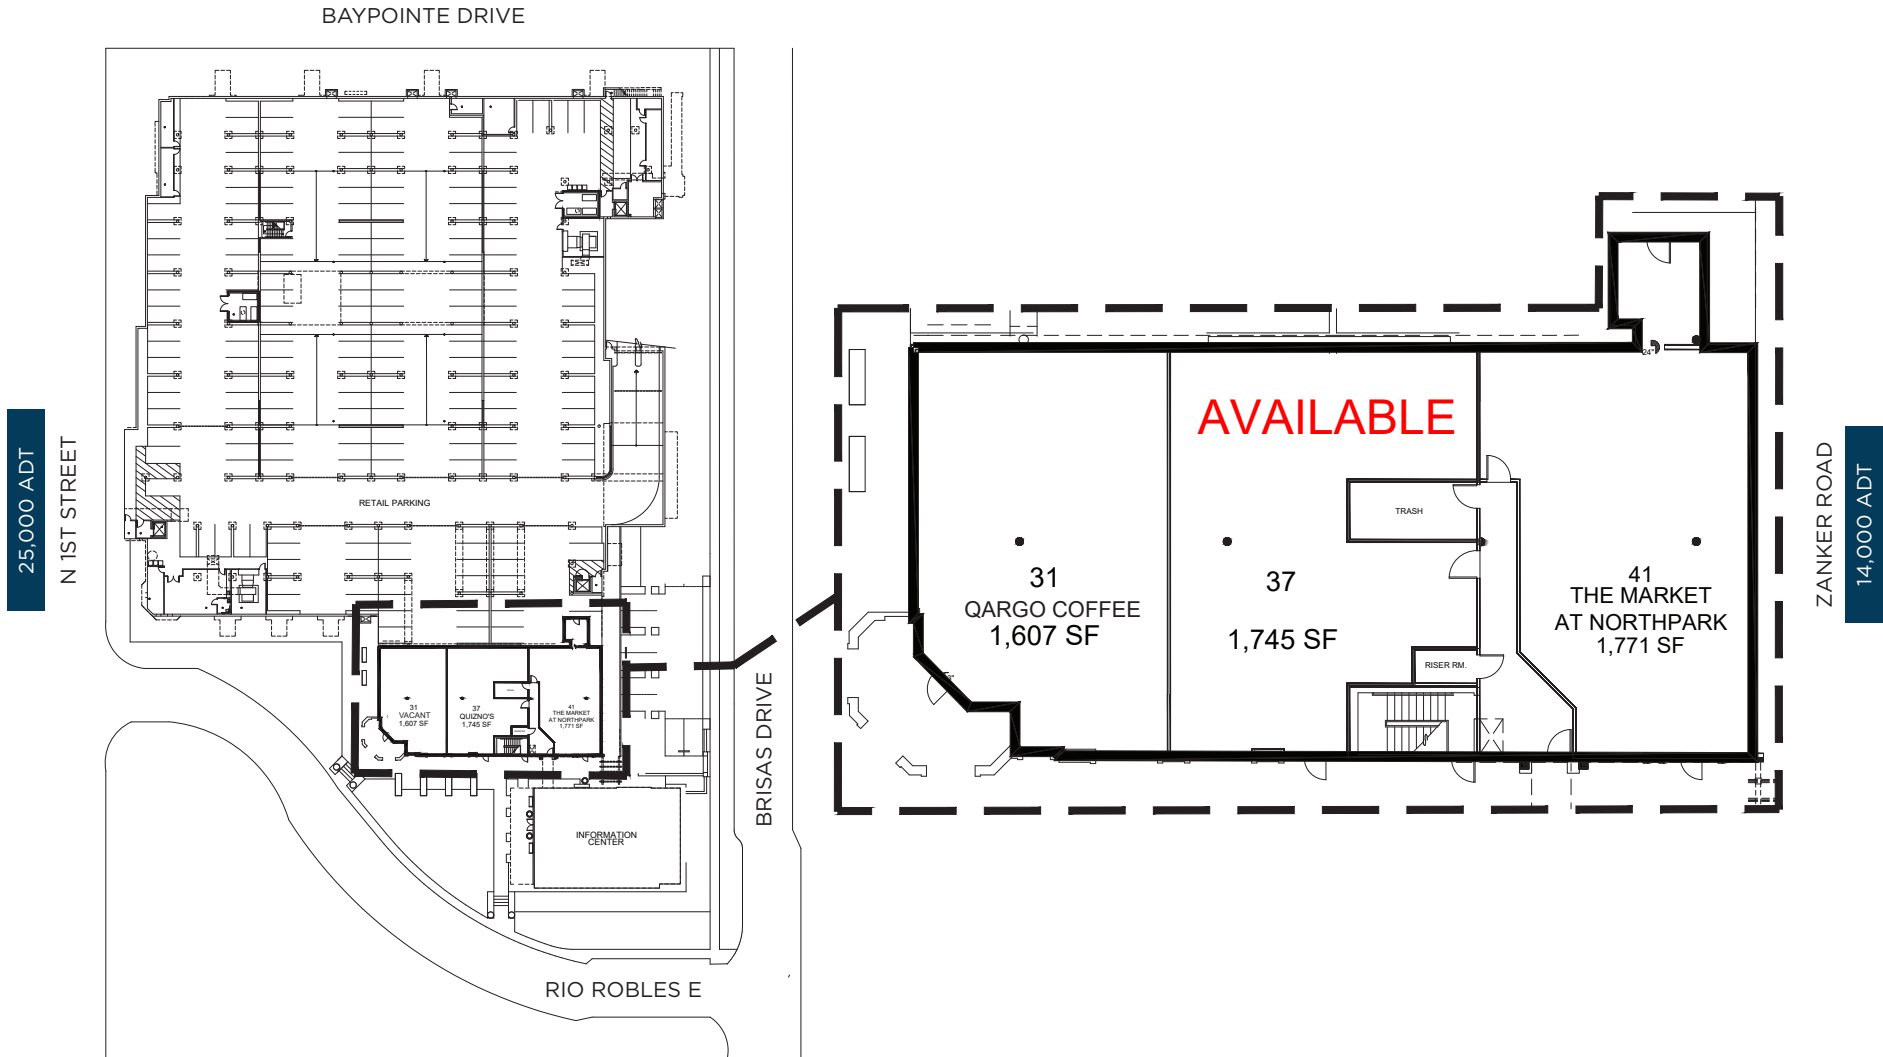 BAYPOINTE DRIVE
25,000 ADT
N 1ST STREET
RETAIL PARKING
31
VACANT
1,607 SF
37
QUIZNO'S
1,745 SF
41
THE MARKET
AT NORTHPARK
1,771 SF
INFORMATION
CENTER
RIO ROBLES E
BRISAS DRIVE
AVAILABLE
24"
TRASH
31
QARGO COFFEE
1,607 SF
37
1,745 SF
41
THE MARKET
AT NORTHPARK
1,771 SF
RISER RM.
ZANKER ROAD
14,000 ADT